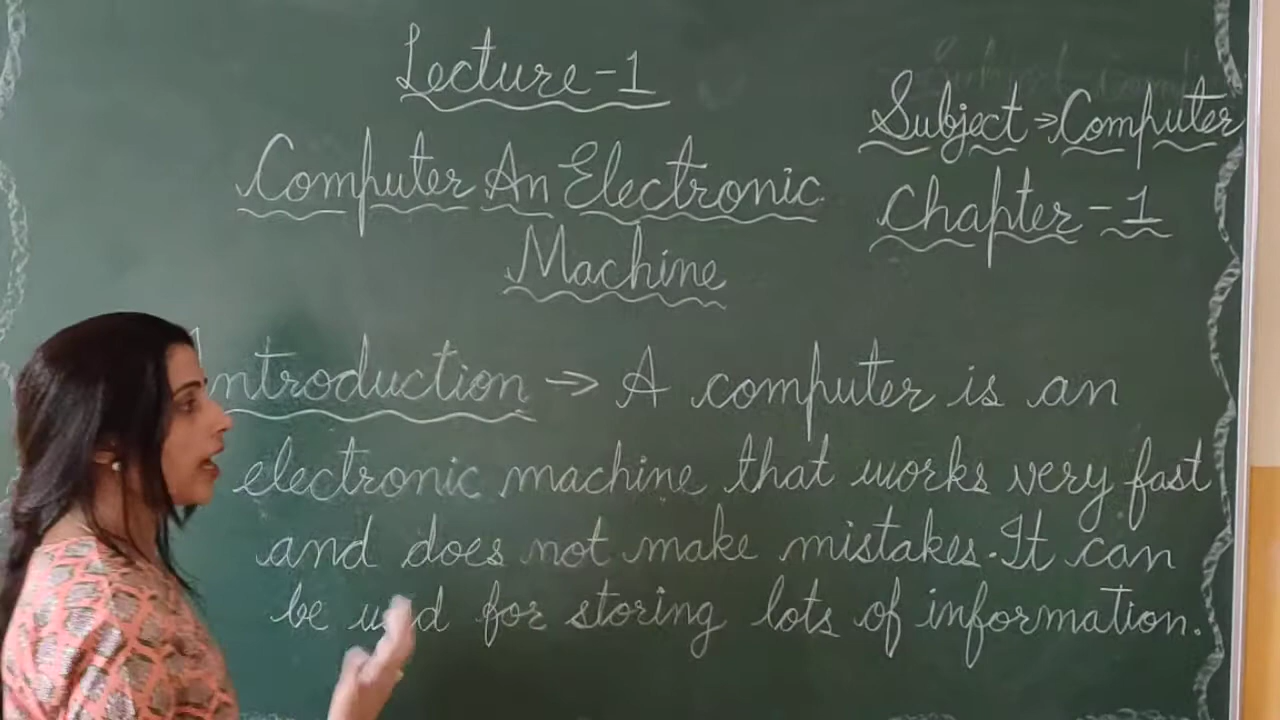 Lecture-1
Subject → Computer
Computer An Electronic
Chapter-1
Machine
Introduction → A computer is an
electronic machine that works very fast
and does not make mistakes. It can
be used for storing lots of information.